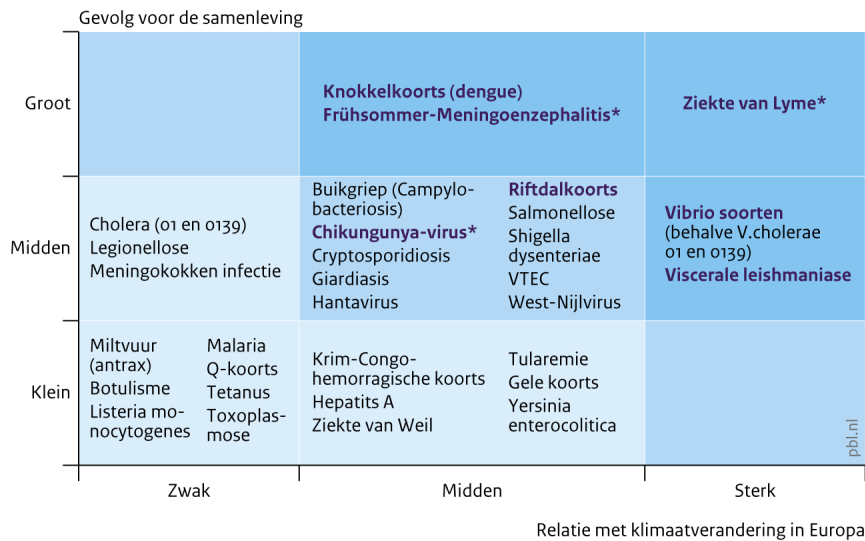 Gevolg voor de samenleving
Groot
Knokkelkoorts (dengue)
Frühsommer-Meningoenzephalitis*
Ziekte van Lyme*
Midden
Cholera (01 en 0139)
Legionellose
Meningokokken infectie
Buikgriep (Campylo-
bacteriosis)
Chikungunya-virus*
Cryptosporidiosis
Giardiasis
Hantavirus
Riftdalkoorts
Salmonellose
Shigella
dysenteriae
VTEC
West-Nijlvirus
Vibrio soorten
(behalve V.cholerae
01 en 0139)
Viscerale leishmaniase
Klein
Miltvuur
(antrax)
Botulisme
Listeria mo-
nocytogenes
Malaria
Q-koorts
Tetanus
Toxoplas-
mose
Krim-Congo-
hemorragische koorts
Hepatits A
Ziekte van Weil
Tularemie
Gele koorts
Yersinia
enterocolitica
pbl.nl
Zwak
Midden
Sterk
Relatie met klimaatverandering in Europa